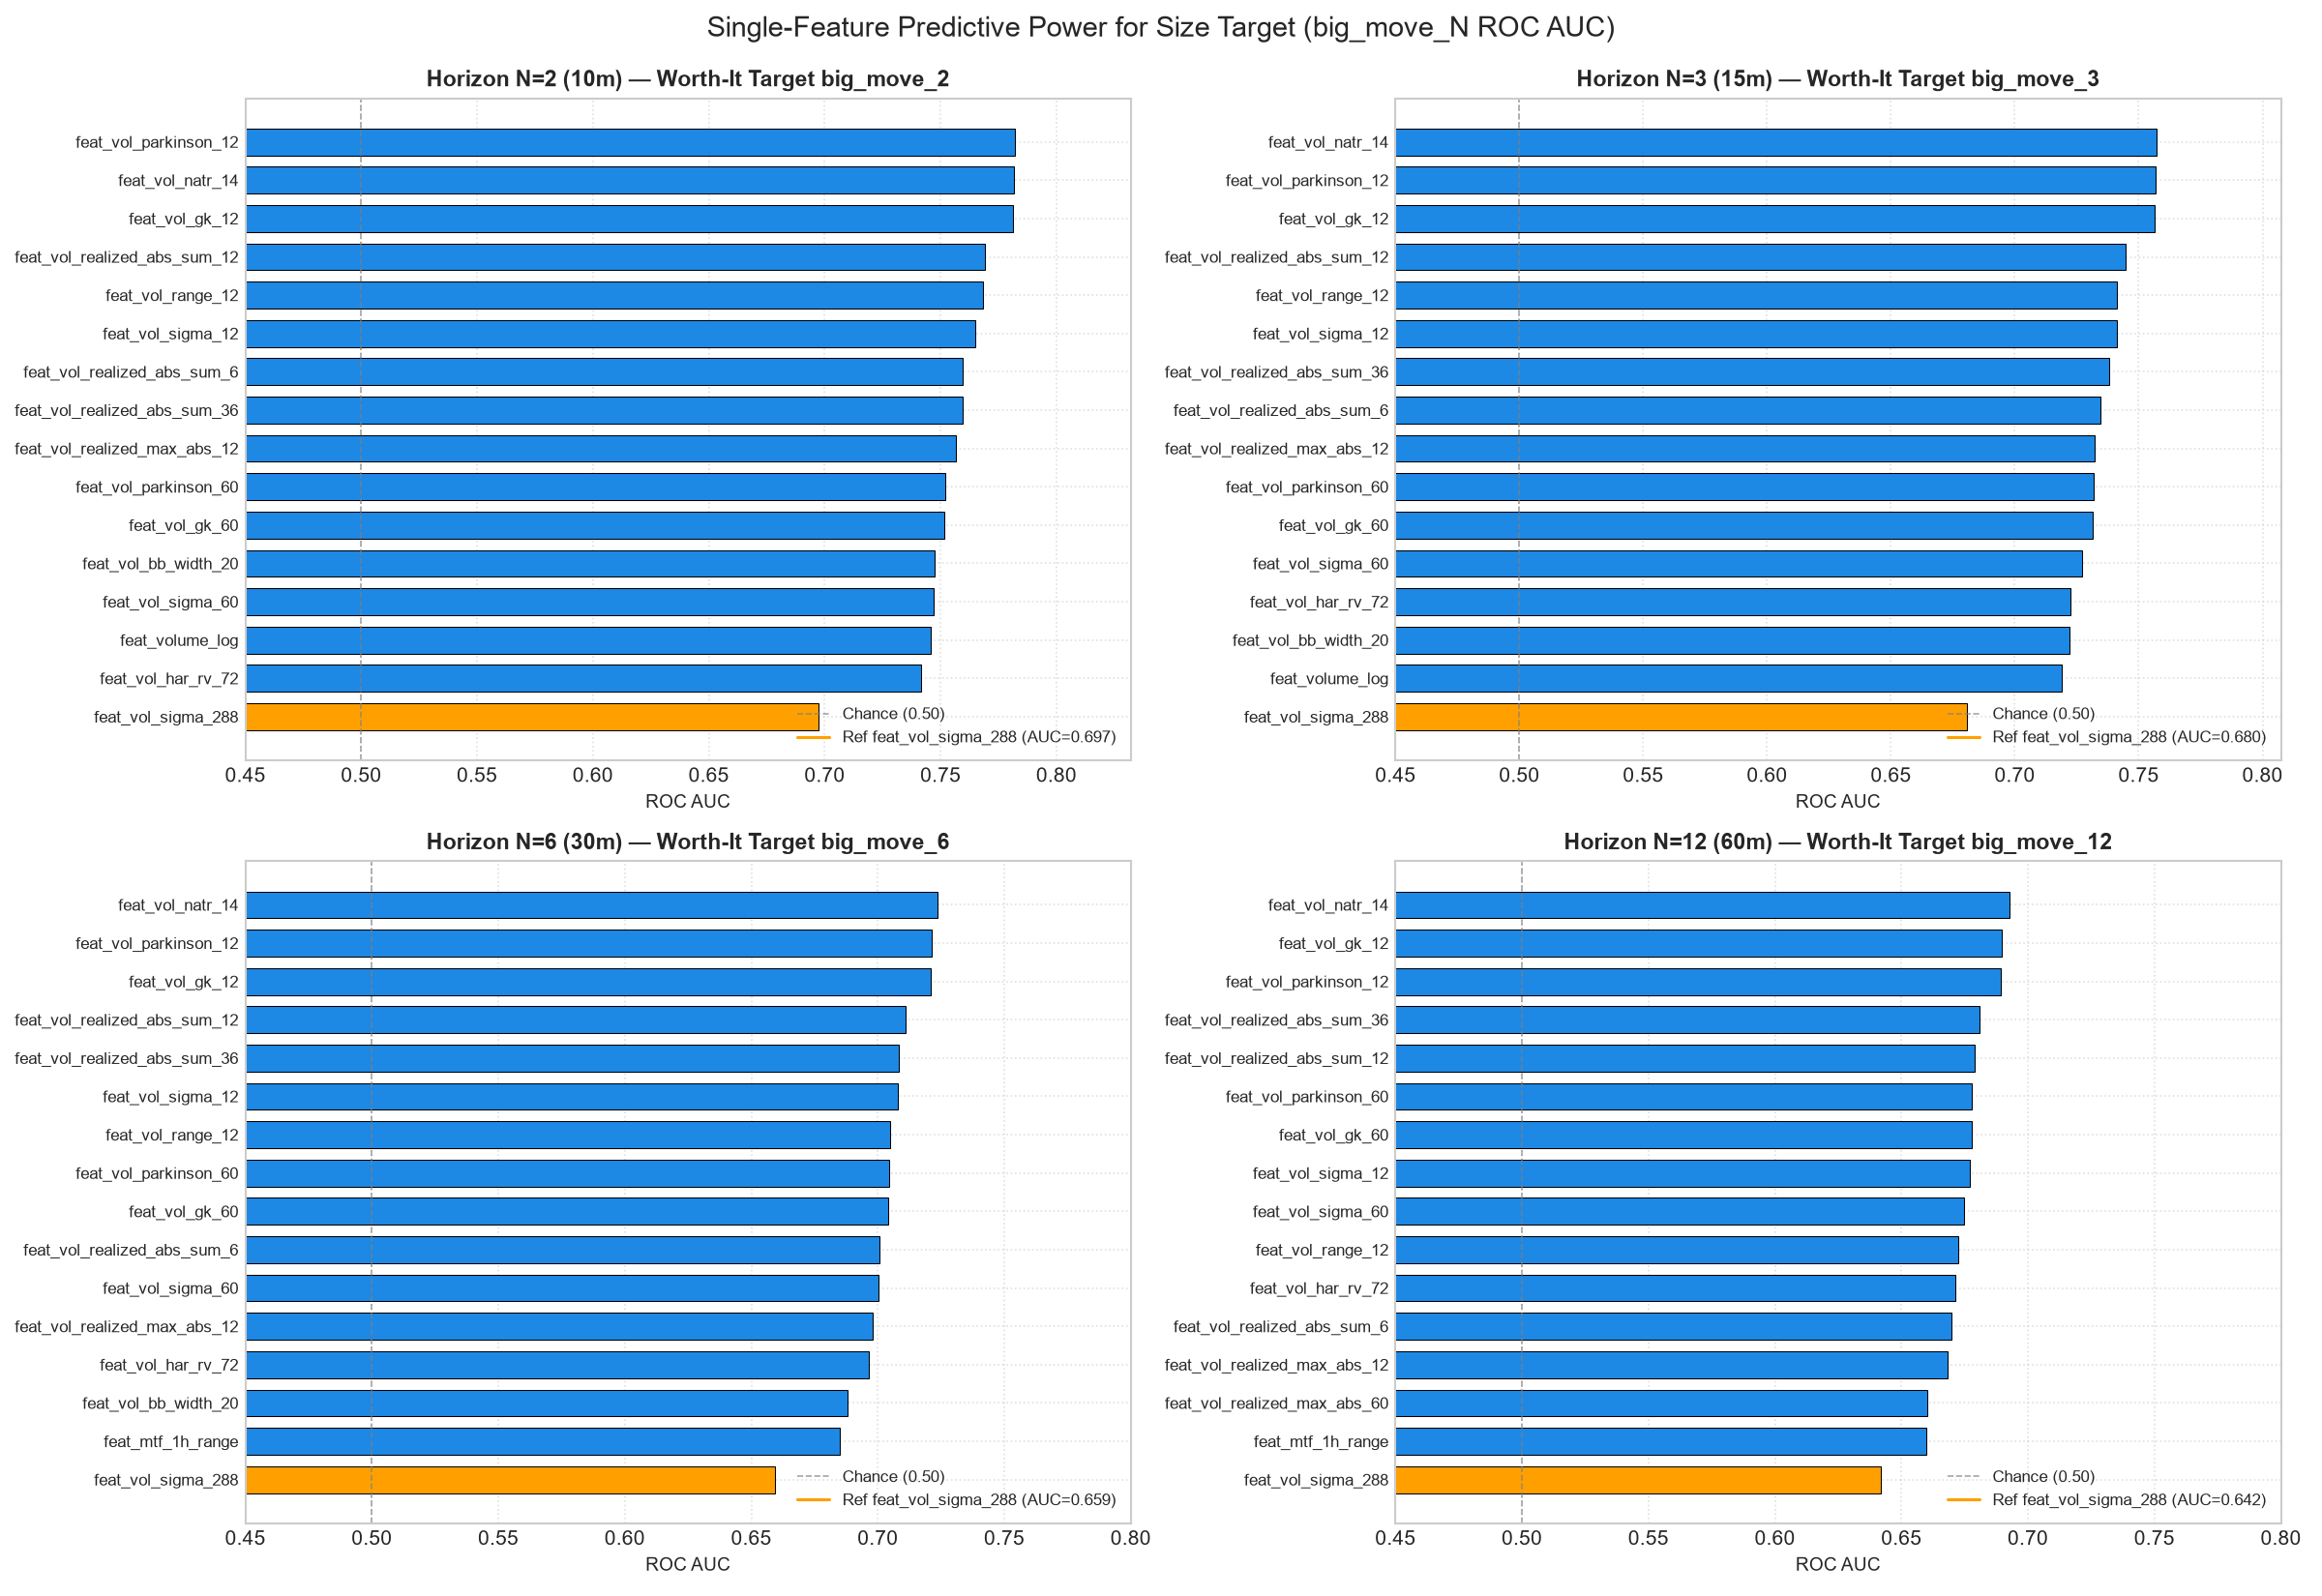 Single-Feature Predictive Power for Size Target (big_move_N ROC AUC)
Horizon N=2 (10m) — Worth-It Target big_move_2
feat_vol_parkinson_12
feat_vol_natr_14
feat_vol_gk_12
feat_vol_realized_abs_sum_12
feat_vol_range_12
feat_vol_sigma_12
feat_vol_realized_abs_sum_6
feat_vol_realized_abs_sum_36
feat_vol_realized_max_abs_12
feat_vol_parkinson_60
feat_vol_gk_60
feat_vol_bb_width_20
feat_vol_sigma_60
feat_volume_log
feat_vol_har_rv_72
feat_vol_sigma_288
Chance (0.50)
Ref feat_vol_sigma_288 (AUC=0.697)
0.45 0.50 0.55 0.60 0.65 0.70 0.75 0.80
ROC AUC
Horizon N=3 (15m) — Worth-It Target big_move_3
feat_vol_natr_14
feat_vol_parkinson_12
feat_vol_gk_12
feat_vol_realized_abs_sum_12
feat_vol_range_12
feat_vol_sigma_12
feat_vol_realized_abs_sum_36
feat_vol_realized_abs_sum_6
feat_vol_realized_max_abs_12
feat_vol_parkinson_60
feat_vol_gk_60
feat_vol_sigma_60
feat_vol_har_rv_72
feat_vol_bb_width_20
feat_volume_log
feat_vol_sigma_288
Chance (0.50)
Ref feat_vol_sigma_288 (AUC=0.680)
0.45 0.50 0.55 0.60 0.65 0.70 0.75 0.80
ROC AUC
Horizon N=6 (30m) — Worth-It Target big_move_6
feat_vol_natr_14
feat_vol_parkinson_12
feat_vol_gk_12
feat_vol_realized_abs_sum_12
feat_vol_realized_abs_sum_36
feat_vol_sigma_12
feat_vol_range_12
feat_vol_parkinson_60
feat_vol_gk_60
feat_vol_realized_abs_sum_6
feat_vol_sigma_60
feat_vol_realized_max_abs_12
feat_vol_har_rv_72
feat_vol_bb_width_20
feat_mtf_1h_range
feat_vol_sigma_288
Chance (0.50)
Ref feat_vol_sigma_288 (AUC=0.659)
0.45 0.50 0.55 0.60 0.65 0.70 0.75 0.80
ROC AUC
Horizon N=12 (60m) — Worth-It Target big_move_12
feat_vol_natr_14
feat_vol_gk_12
feat_vol_parkinson_12
feat_vol_realized_abs_sum_36
feat_vol_realized_abs_sum_12
feat_vol_parkinson_60
feat_vol_gk_60
feat_vol_sigma_12
feat_vol_sigma_60
feat_vol_range_12
feat_vol_har_rv_72
feat_vol_realized_abs_sum_6
feat_vol_realized_max_abs_12
feat_vol_realized_max_abs_60
feat_mtf_1h_range
feat_vol_sigma_288
Chance (0.50)
Ref feat_vol_sigma_288 (AUC=0.642)
0.45 0.50 0.55 0.60 0.65 0.70 0.75 0.80
ROC AUC